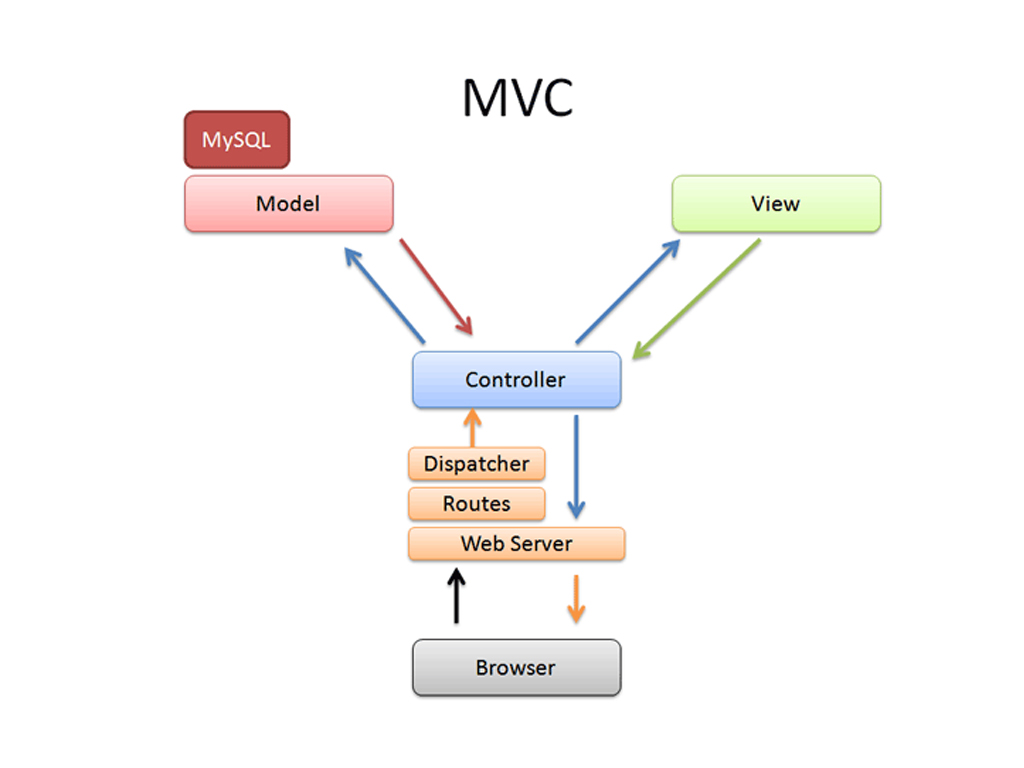 MVC
MySQL
Model
View
Controller
Dispatcher
Routes
Web Server
Browser